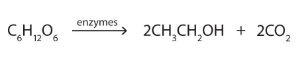 enzymes
C₆H₁₂O₆ ⟶ 2CH₃CH₂OH + 2CO₂